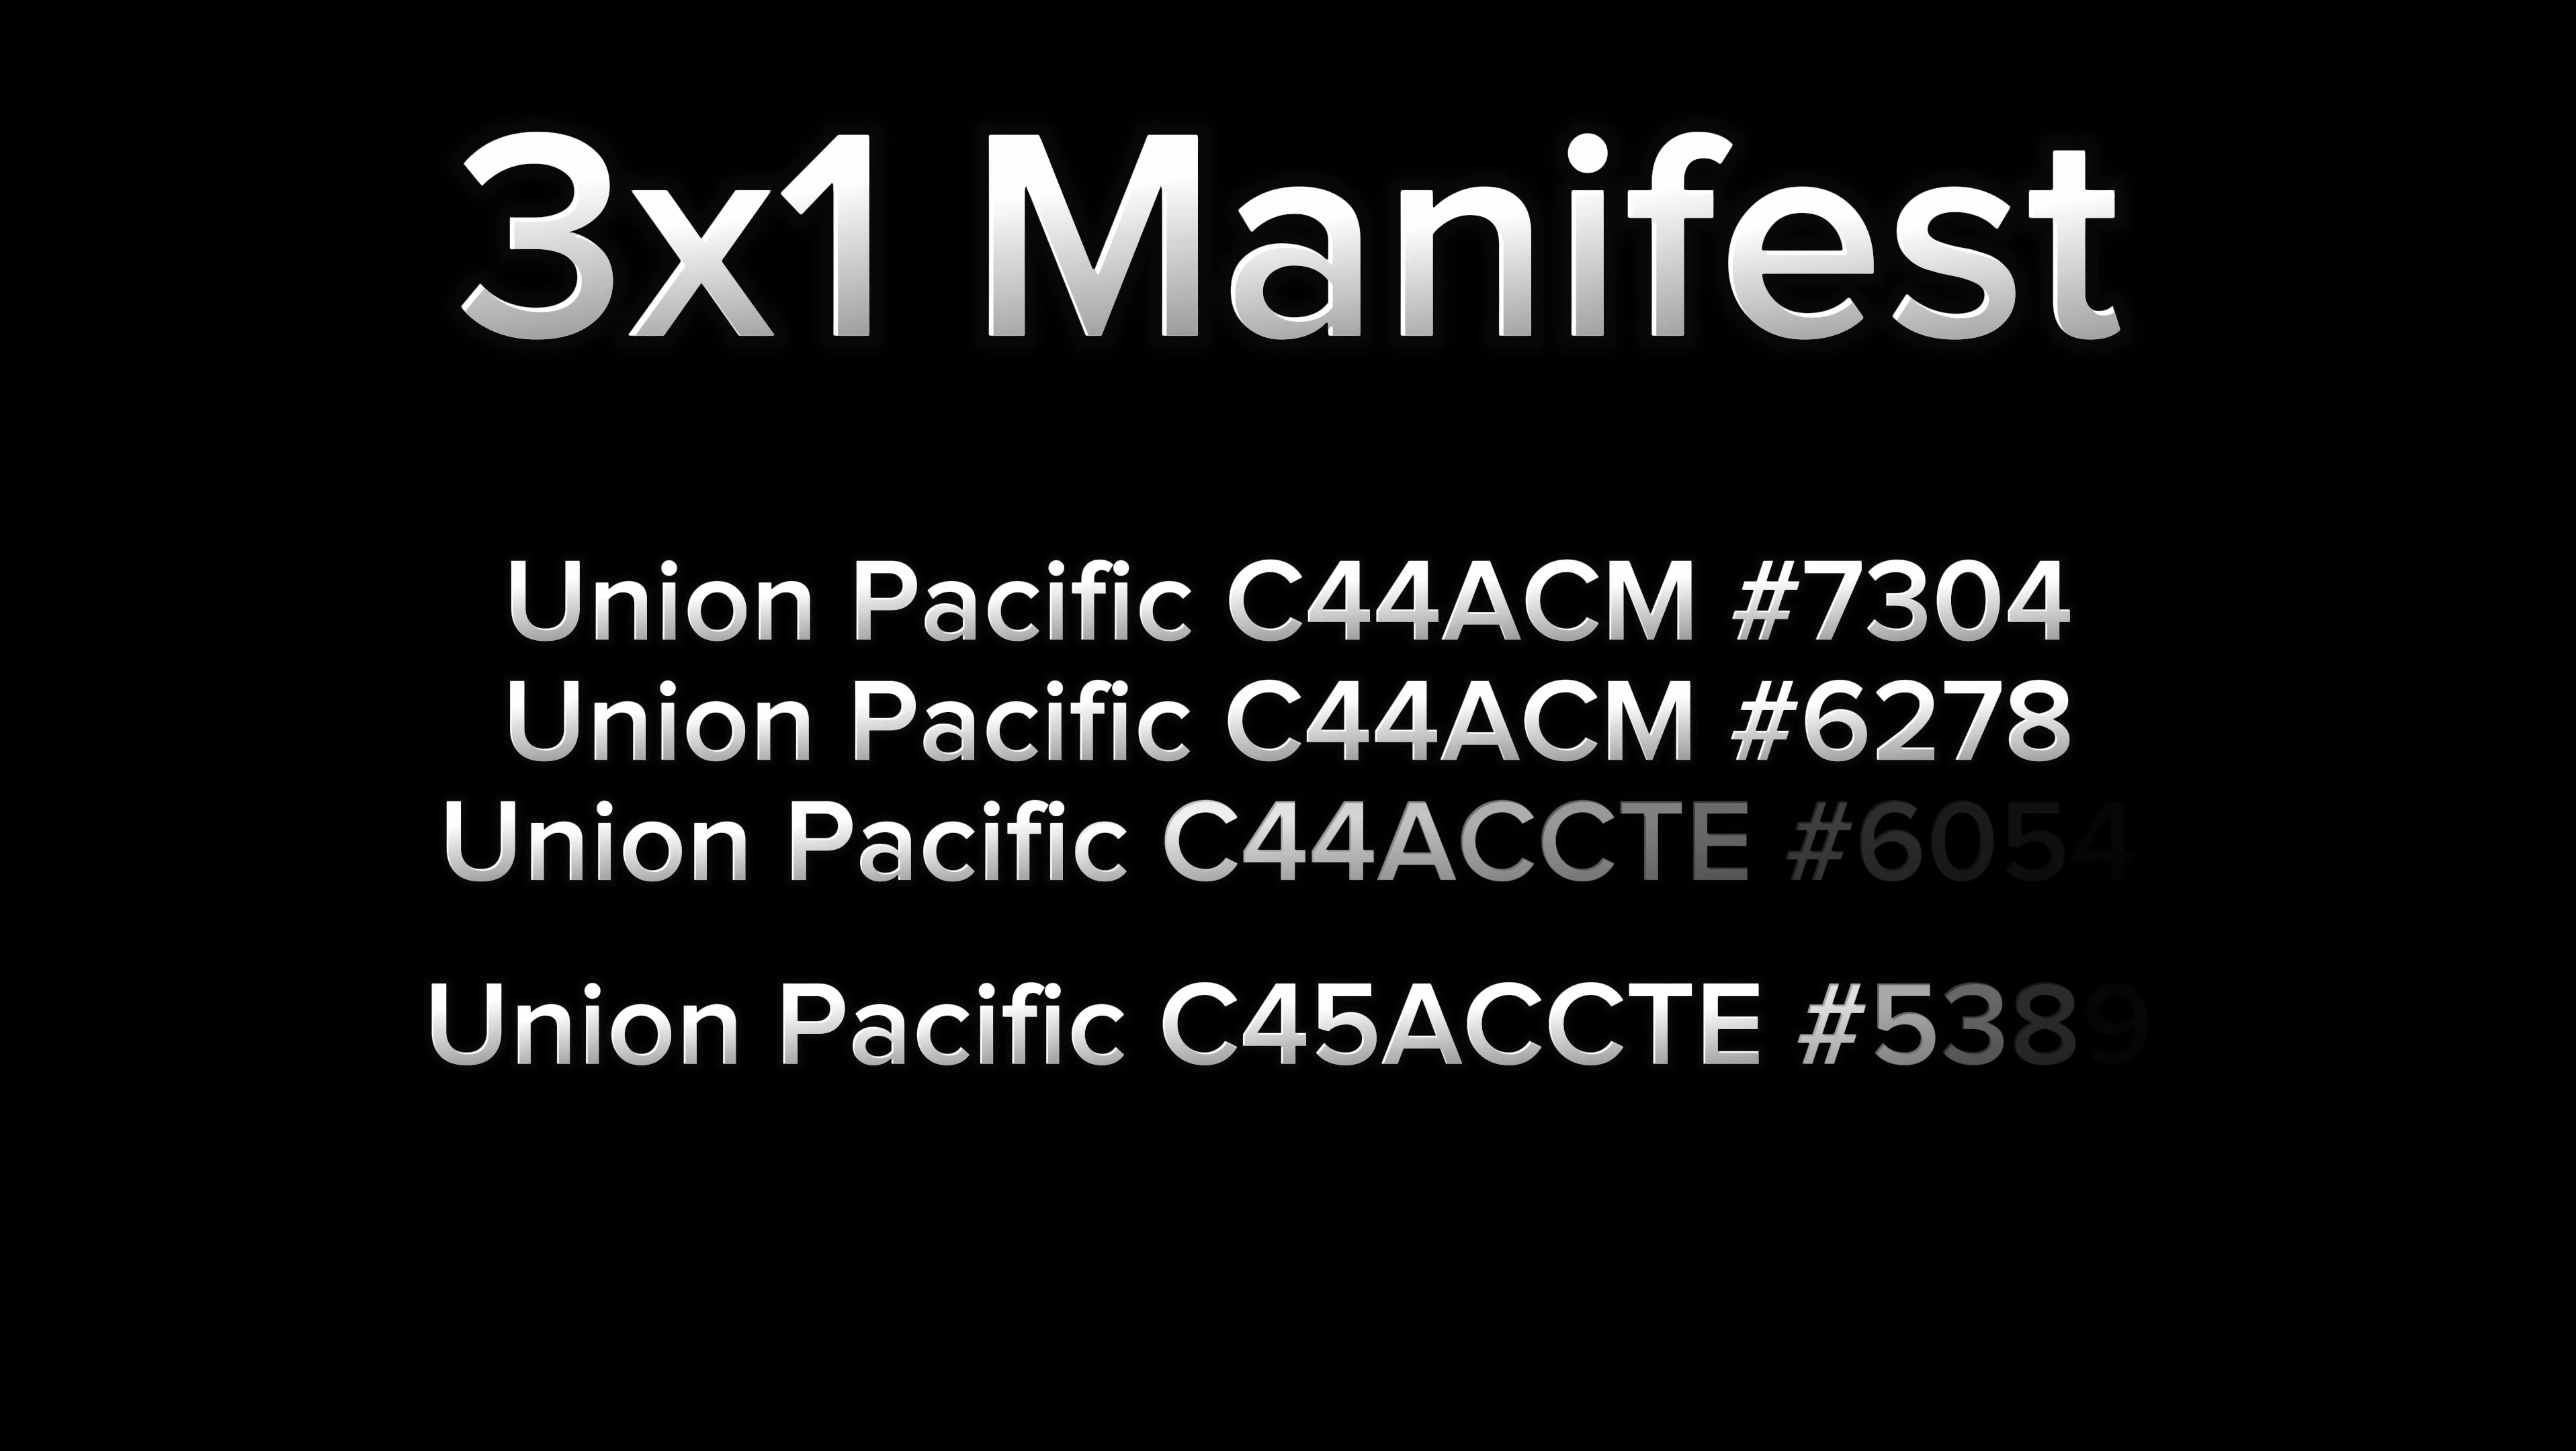 3x1 Manifest
Union Pacific C44ACM #7304
Union Pacific C44ACM #6278
Union Pacific C44ACCTE #6054
Union Pacific C45ACCTE #5389